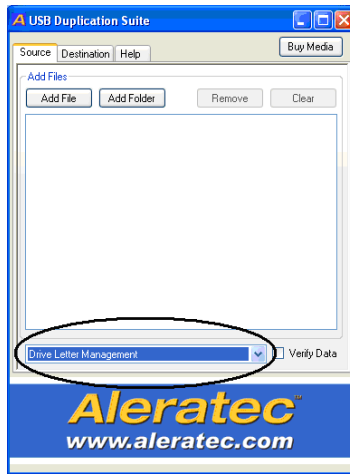 A USB Duplication Suite
Buy Media
Source Destination Help
Add Files
Add File Add Folder Remove Clear
Drive Letter Management Verify Data
Aleratec™
www.aleratec.com